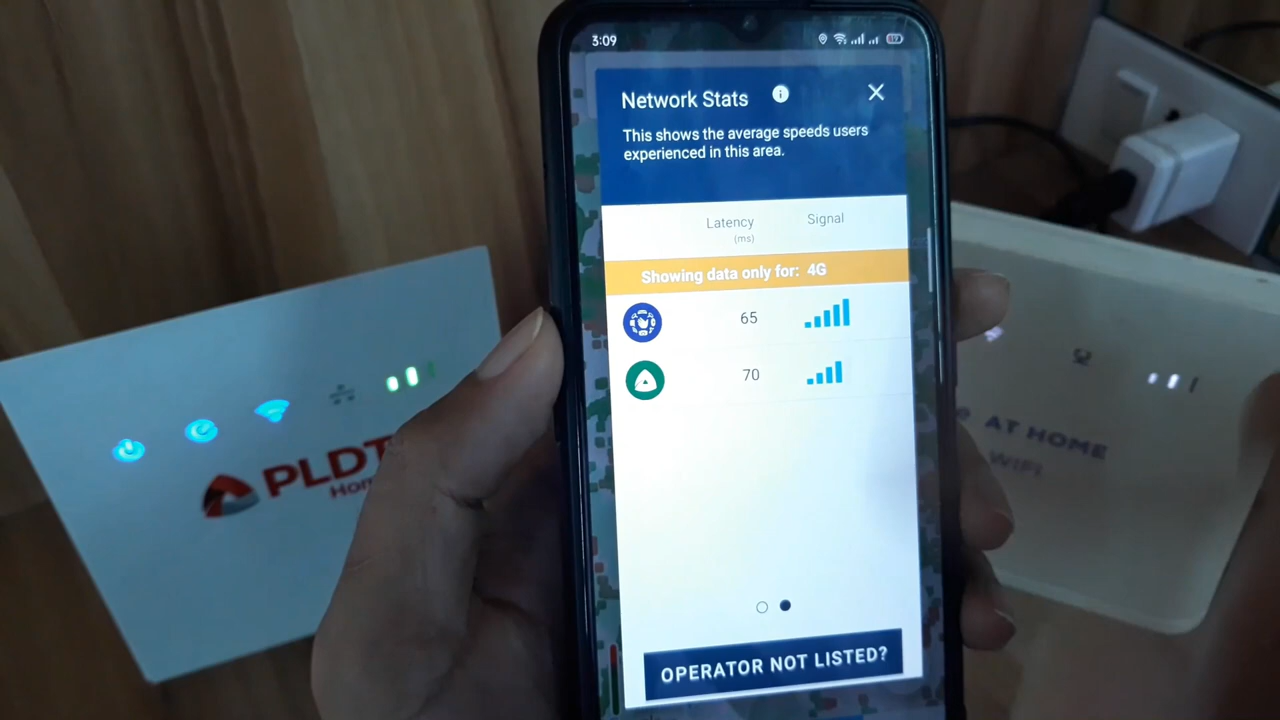 3:09
Network Stats
This shows the average speeds users
experienced in this area.
Latency Signal
(ms)
Showing data only for: 4G
65
70
OPERATOR NOT LISTED?
PLDT
AT HOME
WIFI